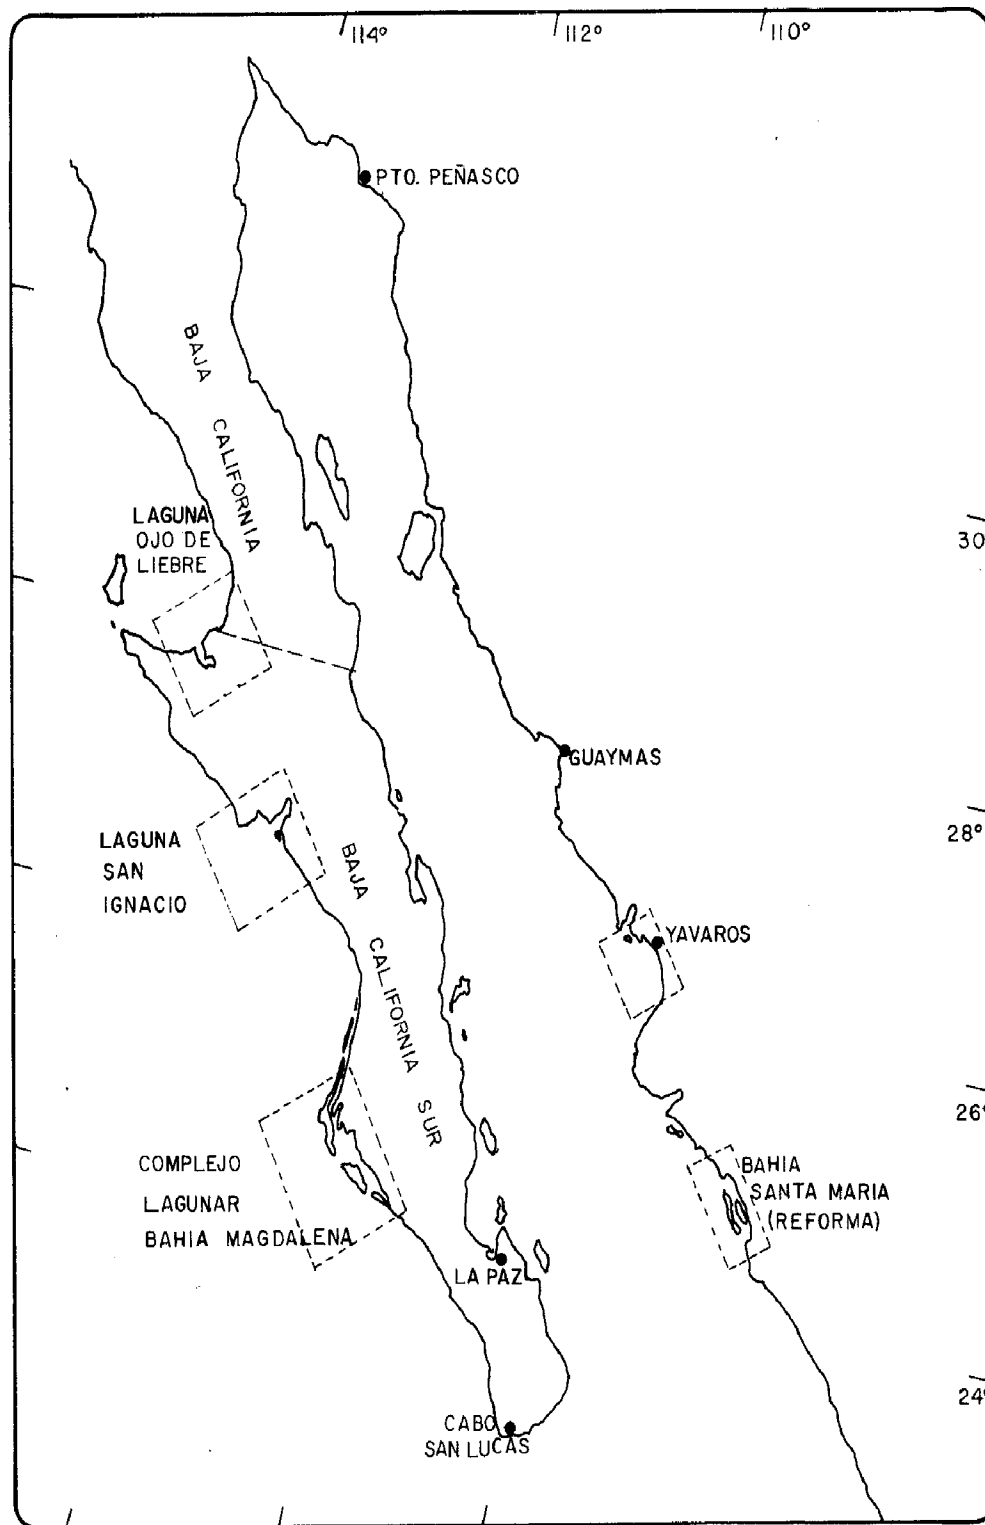 114°
112°
110°
PTO. PEÑASCO
BAJA CALIFORNIA
LAGUNA
OJO DE
LIEBRE
30
GUAYMAS
28°
LAGUNA
SAN
IGNACIO
BAJA CALIFORNIA SUR
YAVAROS
26°
COMPLEJO
LAGUNAR
BAHIA MAGDALENA
BAHIA
SANTA MARIA
(REFORMA)
LA PAZ
24°
CABO
SAN LUCAS